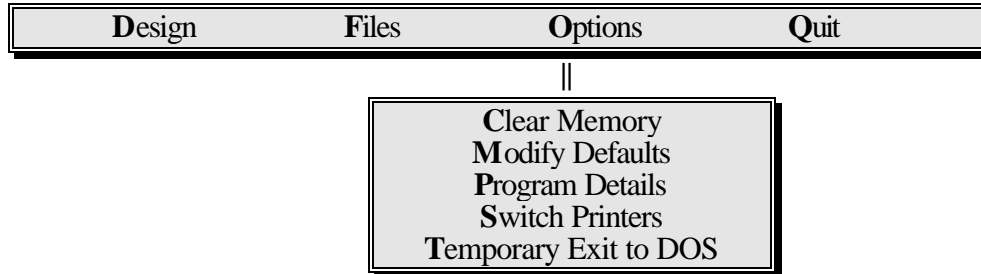 Design Files Options Quit
Clear Memory
Modify Defaults
Program Details
Switch Printers
Temporary Exit to DOS